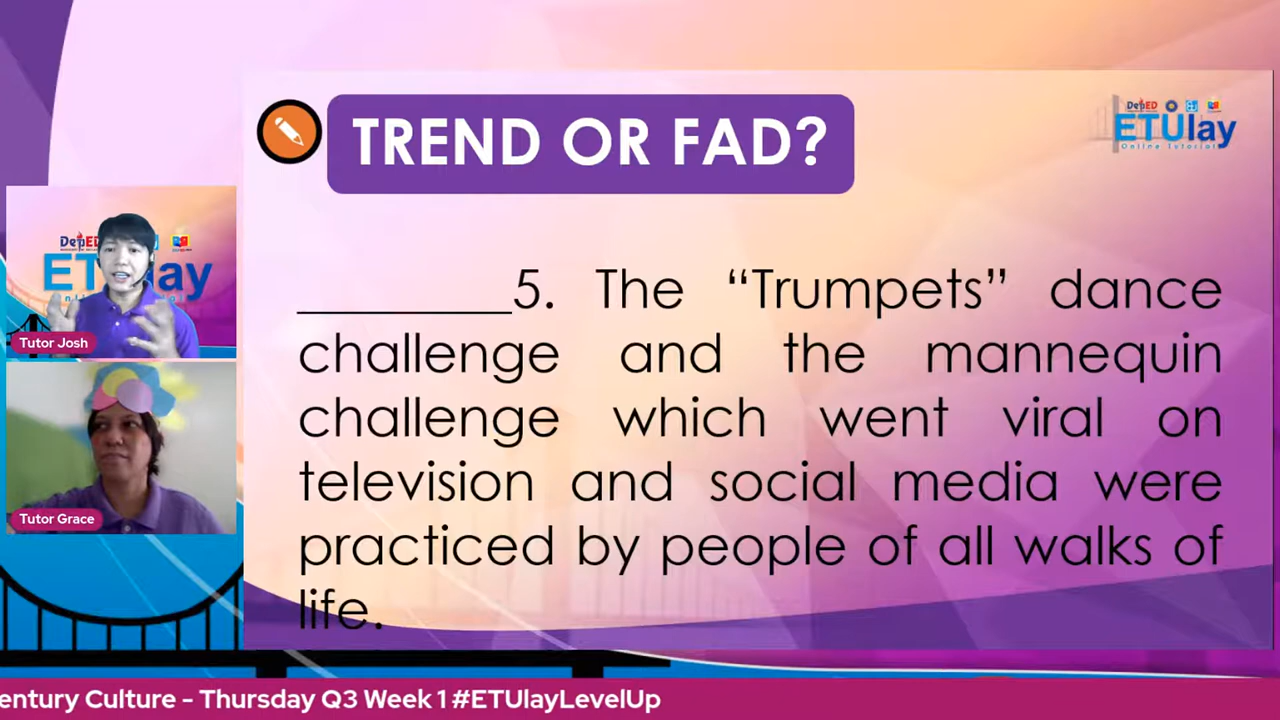 TREND OR FAD?
DepED
ETUlay
Online Tutorial
________5. The “Trumpets” dance
challenge and the mannequin
challenge which went viral on
television and social media were
practiced by people of all walks of
life.
DepED
Tutor Josh
Tutor Grace
entury Culture - Thursday Q3 Week 1 #ETUlayLevelUp